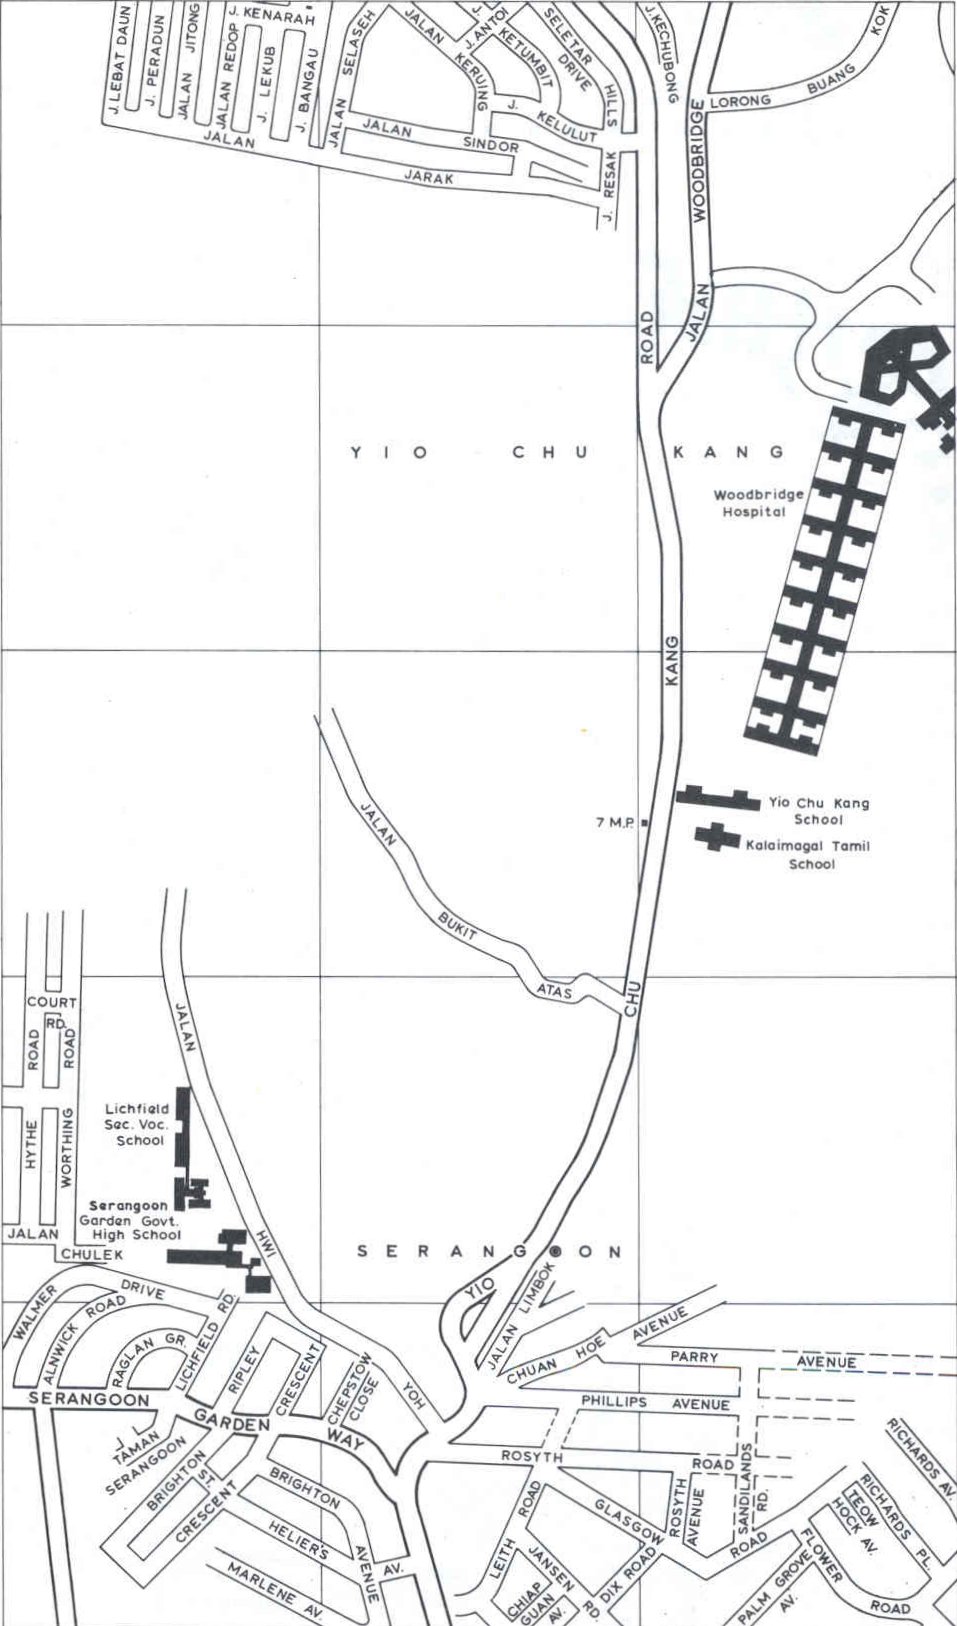 J. LEBAT DAUN
J. PERADUN
JALAN JITONG
JALAN REDOP
J. KENARAH
J. LEKUB
J. BANGAU
JALAN SELASEH
JALAN KERUING
KETUMBIT
SELETAR HILLS
DRIVE
J. KECHUBONG
LORONG BUANG KOK
J. KELULUT
JALAN SINDOR
JALAN JARAK
J. RESAK
JALAN WOODBRIDGE
YIO CHU KANG
Woodbridge
Hospital
YIO CHU KANG ROAD
Yio Chu Kang
School
7 M.P.
Kalaimagal Tamil
School
JALAN BUKIT ATAS
COURT
RD.
ROAD
ROAD
HYTHE
WORTHING
JALAN HWI YOH
Lichfield
Sec. Voc.
School
Serangoon
Garden Govt.
High School
JALAN
CHULEK
SERANGOON
JALAN LIMBOK
WALMER DRIVE
ALNWICK ROAD
RAGLAN GR.
LICHFIELD RD.
RIPLEY CRESCENT
CHEPSTOW
CLOSE
CHUAN HOE AVENUE
PARRY AVENUE
PHILLIPS AVENUE
SERANGOON GARDEN WAY
TAMAN
SERANGOON
BRIGHTON
CRESCENT
ST. HELIER'S AV.
BRIGHTON AVENUE
MARLENE AV.
ROSYTH ROAD
ROSYTH
AVENUE
SANDILANDS
RD.
LEITH ROAD
GLASGOW ROAD
JANSEN RD.
DIX ROAD
CHIAP
GUAN
AV.
PALM GROVE
AV.
FLOWER ROAD
TEOW
HOCK AV.
RICHARDS PL.
RICHARDS AV.